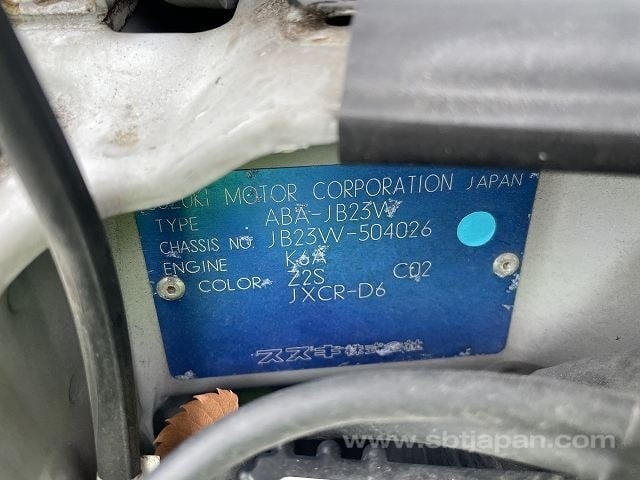 SUZUKI MOTOR CORPORATION JAPAN
TYPE ABA-JB23W
CHASSIS NO. JB23W-504026
ENGINE K6A
COLOR Z2S C02
JXCR-D6
スズキ株式会社
www.sbtjapan.com